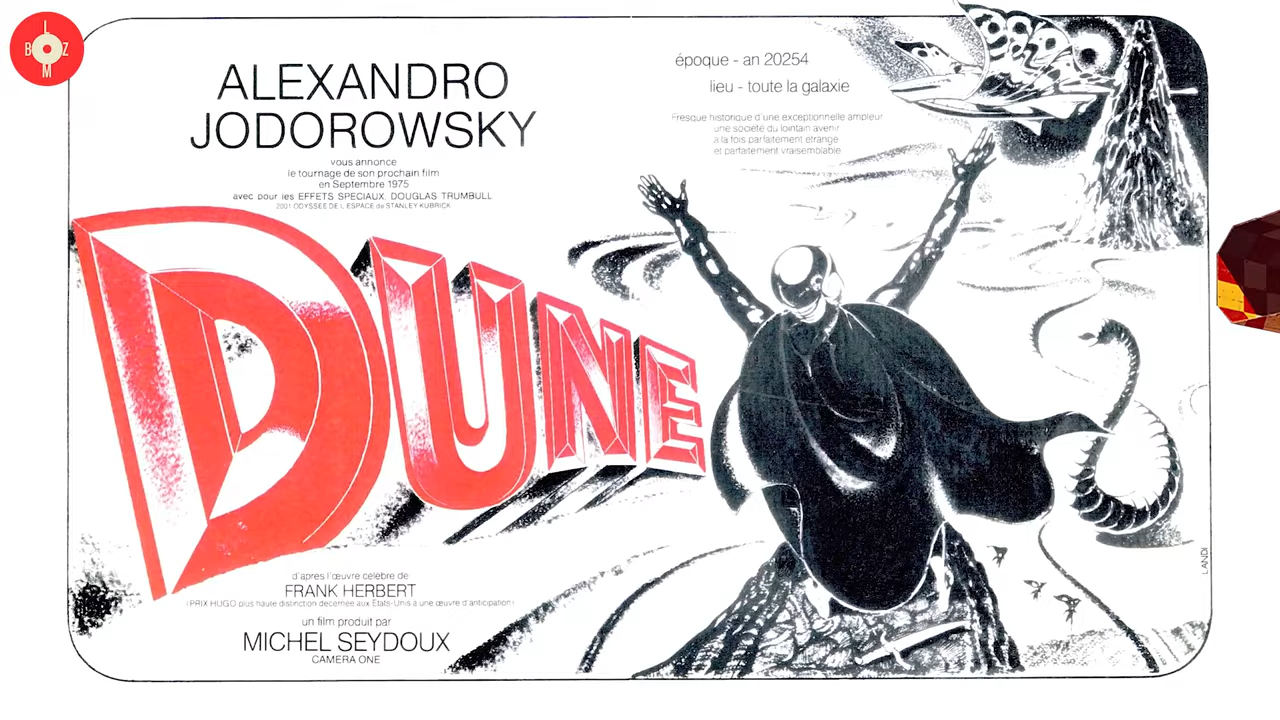 L
B Z
M
ALEXANDRO
JODOROWSKY
vous annonce
le tournage de son prochain film
en Septembre 1975
avec pour les EFFETS SPECIAUX, DOUGLAS TRUMBULL
2001 ODYSSEE DE L ESPACE de STANLEY KUBRICK
époque - an 20254
lieu - toute la galaxie
Fresque historique d'une exceptionnelle ampleur
une société du lointain avenir
à la fois parfaitement étrange
et parfaitement vraisemblable
DUNE
d'après l'œuvre célèbre de
FRANK HERBERT
(PRIX HUGO plus haute distinction décernée aux Etats-Unis à une œuvre d'anticipation)
un film produit par
MICHEL SEYDOUX
CAMERA ONE
LANDI